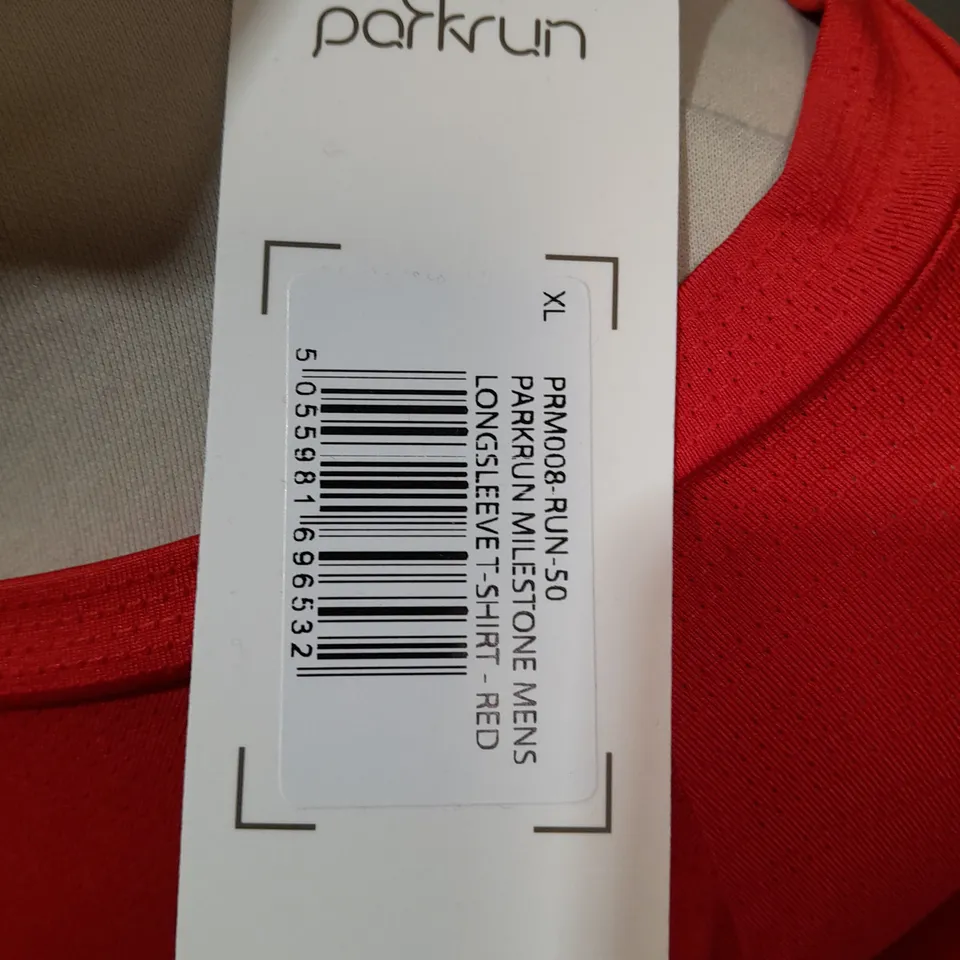 parkrun
XL
PRM008-RUN-50
PARKRUN MILESTONE MENS
LONGSLEEVE T-SHIRT - RED
5 055981 696532